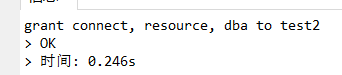 grant connect, resource, dba to test2
> OK
> 时间: 0.246s